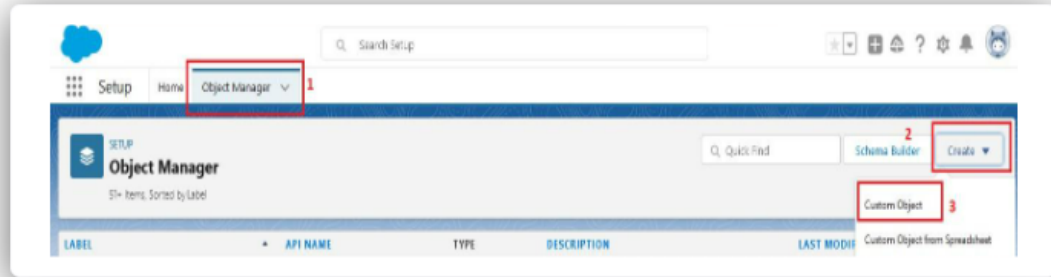 Search Setup
Setup Home Object Manager 1
SETUP
Object Manager
51+ Items, Sorted by Label
Quick Find
Schema Builder
2
Create
Custom Object 3
Custom Object from Spreadsheet
LABEL API NAME TYPE DESCRIPTION LAST MODIF